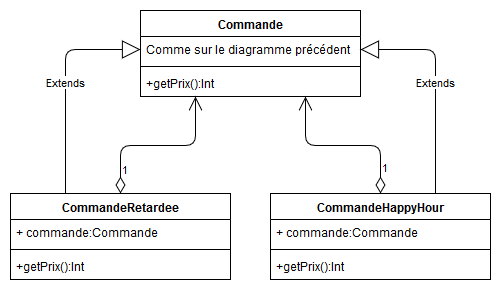 Commande
Comme sur le diagramme précédent
+getPrix():Int
Extends
Extends
1
1
CommandeRetardee
+ commande:Commande
+getPrix():Int
CommandeHappyHour
+ commande:Commande
+getPrix():Int